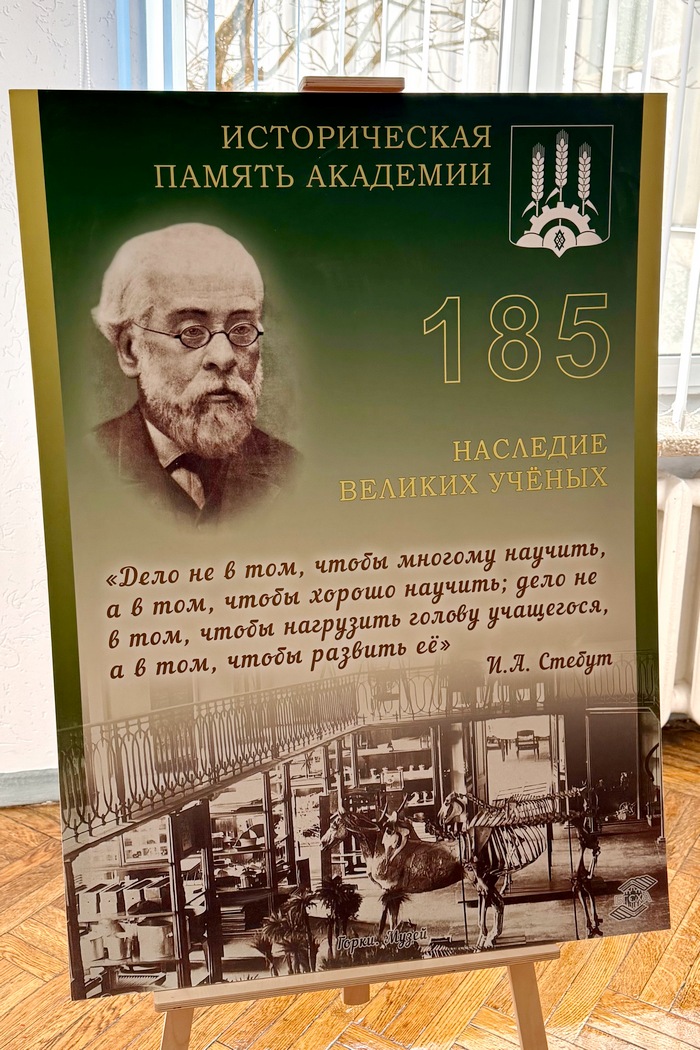 ИСТОРИЧЕСКАЯ
ПАМЯТЬ АКАДЕМИИ
185
НАСЛЕДИЕ
ВЕЛИКИХ УЧЁНЫХ
«Дело не в том, чтобы многому научить,
а в том, чтобы хорошо научить; дело не
в том, чтобы нагрузить голову учащегося,
а в том, чтобы развить её»
И.А. Стебут
Горки. Музей